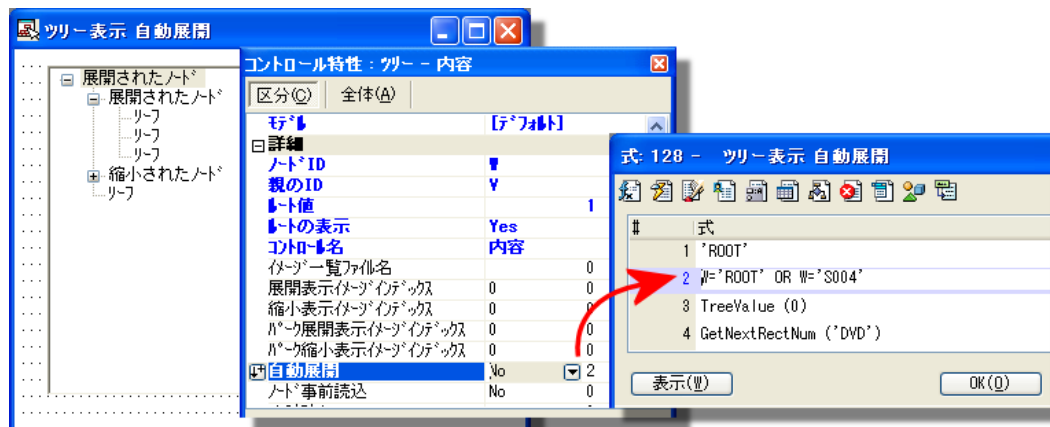 ツリー表示 自動展開
展開されたノード
展開されたノード
リーフ
リーフ
リーフ
縮小されたノード
リーフ
コントロール特性：ツリー - 内容
区分(C) 全体(A)
モデル [デフォルト]
詳細
ノードID W
親のID V
ルート値 1
ルートの表示 Yes
コントロール名 内容
イメージ一覧ファイル名 0
展開表示イメージインデックス 0 0
縮小表示イメージインデックス 0 0
パーク展開表示イメージインデックス 0 0
パーク縮小表示イメージインデックス 0 0
自動展開 No 2
ノード事前読込 No 0
式: 128 - ツリー表示 自動展開
# 式
1 'ROOT'
2 W='ROOT' OR W='S004'
3 TreeValue (0)
4 GetNextRectNum ('DVD')
表示(W) OK(O)